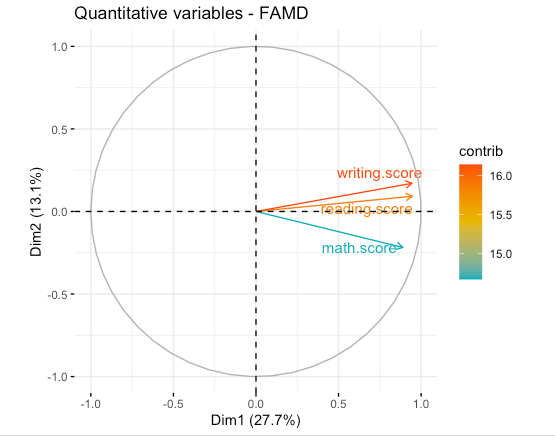 Quantitative variables - FAMD
1.0
0.5
0.0
-0.5
-1.0
Dim2 (13.1%)
writing.score
reading.score
math.score
-1.0 -0.5 0.0 0.5 1.0
Dim1 (27.7%)
contrib
16.0
15.5
15.0